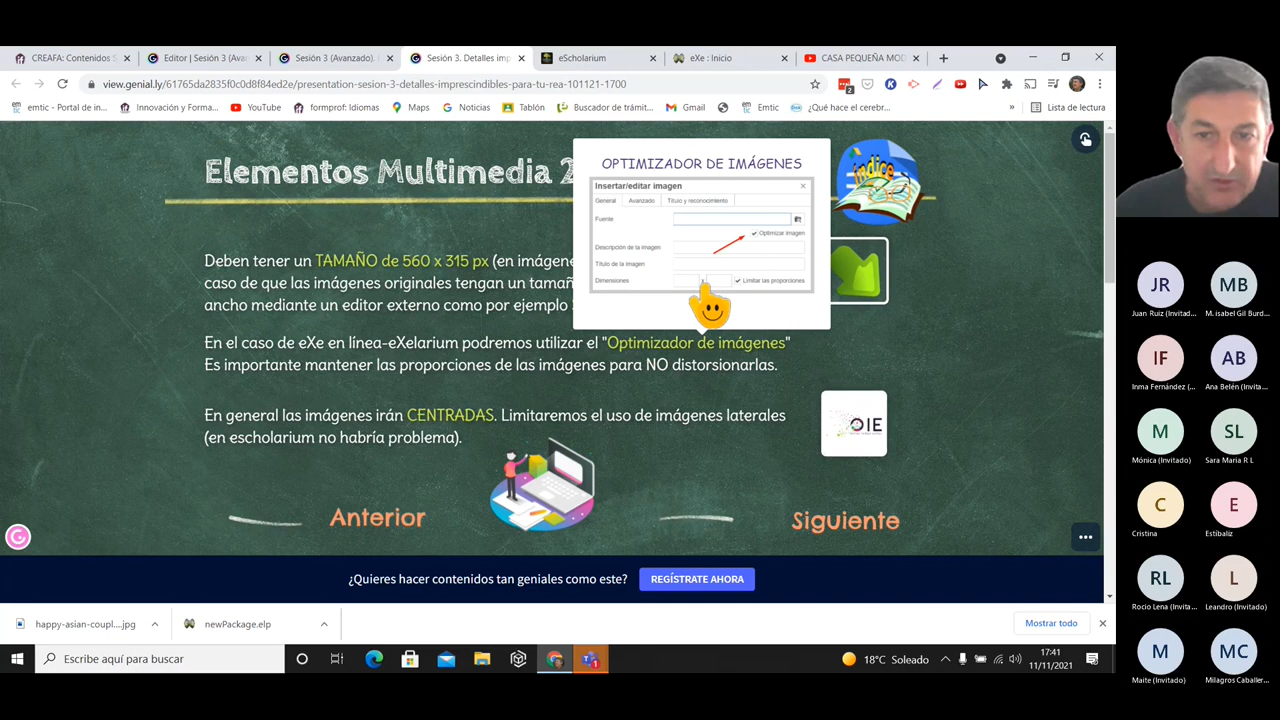 CREAFA: Contenidos 5
Editor | Sesión 3 (Avan
Sesión 3 (Avanzado).
Sesión 3. Detalles imp
eScholarium
eXe : Inicio
CASA PEQUEÑA MOD
view.genial.ly/61765da2835f0c0d8f84ed2e/presentation-sesion-3-detalles-imprescindibles-para-tu-rea-101121-1700
2
emtic - Portal de in...
Innovación y Forma...
YouTube
formprof: Idiomas
Maps
Noticias
Tablón
Buscador de trámit...
Gmail
Emtic
¿Qué hace el cerebr...
»
Lista de lectura
Elementos Multimedia 2
OPTIMIZADOR DE IMÁGENES
Insertar/editar imagen
General
Avanzado
Título y reconocimiento
Fuente
Optimizar imagen
Descripción de la imagen
Título de la imagen
Dimensiones
x
Limitar las proporciones
índice
Deben tener un TAMAÑO de 560 x 315 px (en imágene
caso de que las imágenes originales tengan un tamañ
ancho mediante un editor externo como por ejemplo
En el caso de eXe en línea-eXelarium podremos utilizar el "Optimizador de imágenes"
Es importante mantener las proporciones de las imágenes para NO distorsionarlas.
En general las imágenes irán CENTRADAS. Limitaremos el uso de imágenes laterales
(en escholarium no habría problema).
OIE
Anterior
Siguiente
¿Quieres hacer contenidos tan geniales como este?
REGÍSTRATE AHORA
happy-asian-coupl....jpg
newPackage.elp
Mostrar todo
Escribe aquí para buscar
1
18°C Soleado
17:41
11/11/2021
JR
Juan Ruiz (Invitad...
MB
M. isabel Gil Burd...
IF
Inma Fernández (...
AB
Ana Belén (Invitad...
M
Mónica (Invitado)
SL
Sara María R L
C
Cristina
E
Estíbaliz
RL
Rocio Lena (Invita...
L
Leandro (Invitado)
M
Maite (Invitado)
MC
Milagros Caballer...